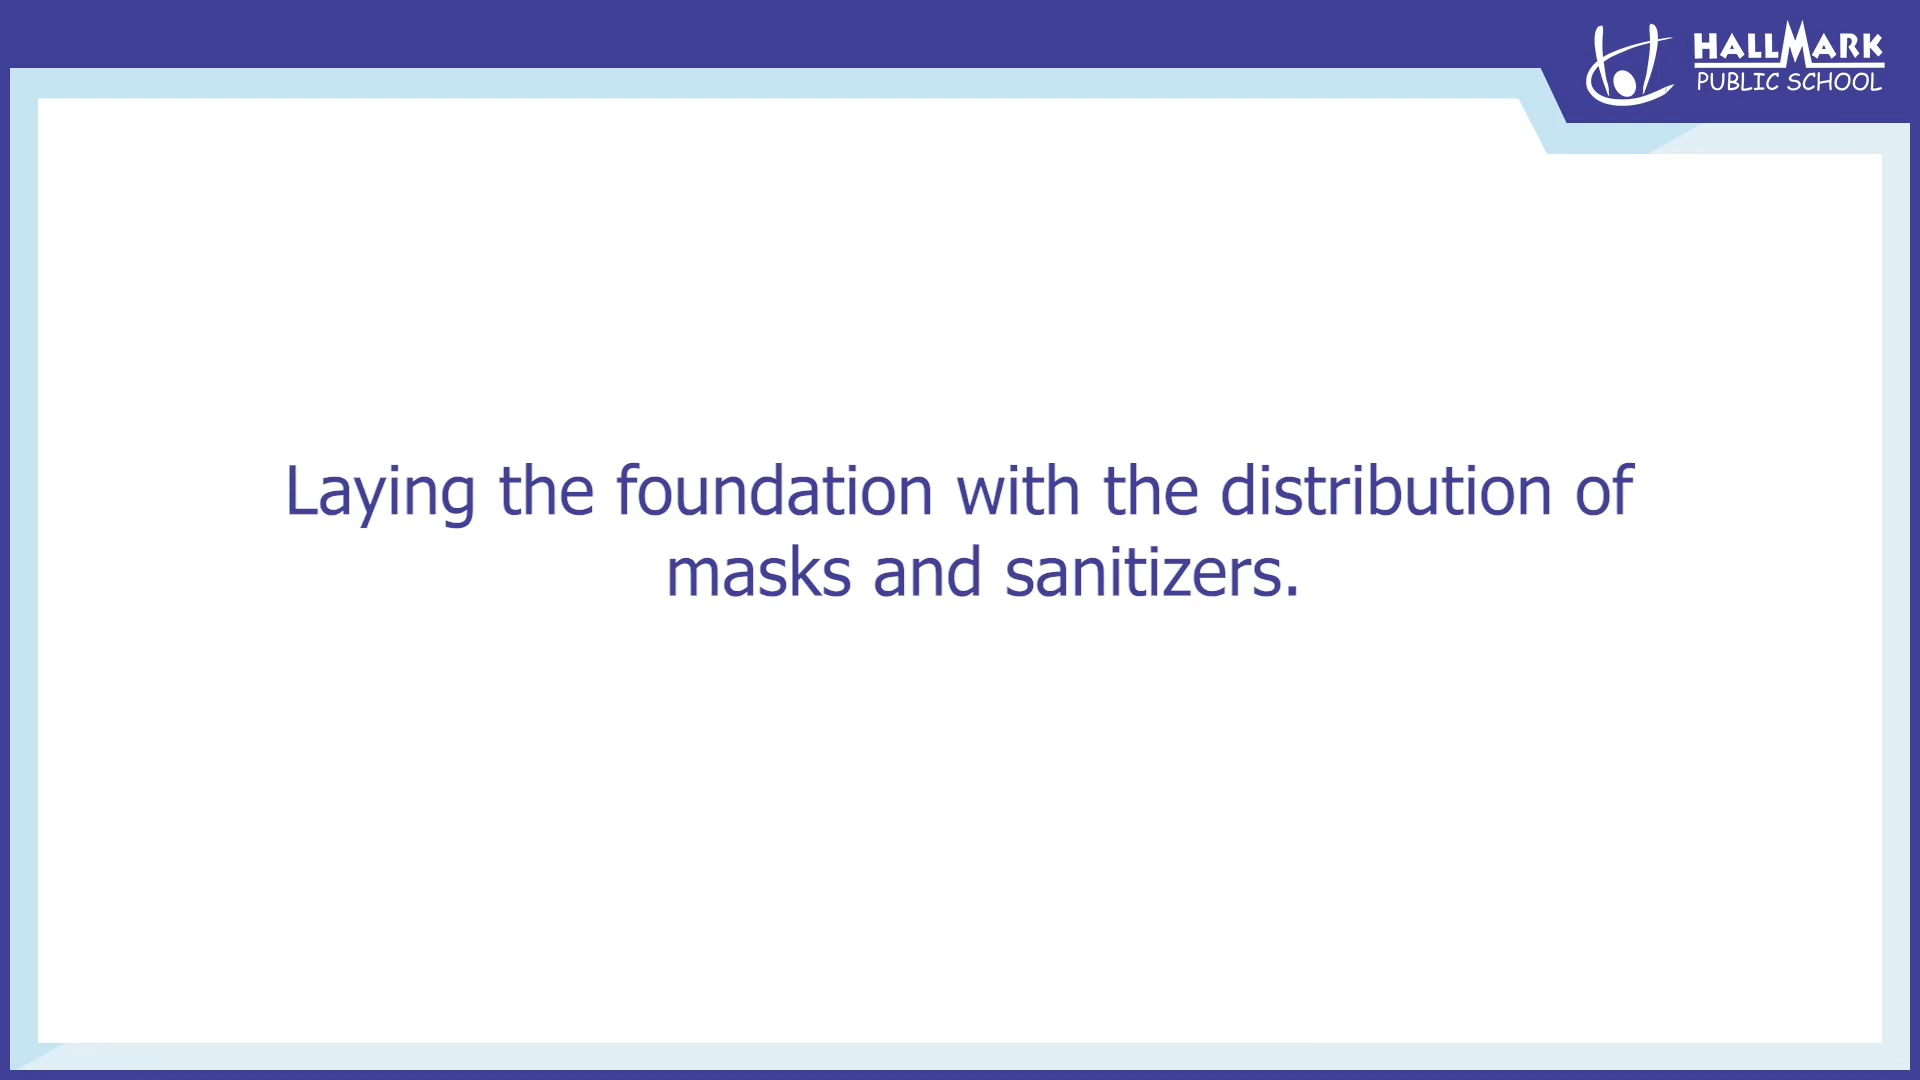 HALLMARK
PUBLIC SCHOOL
Laying the foundation with the distribution of
masks and sanitizers.